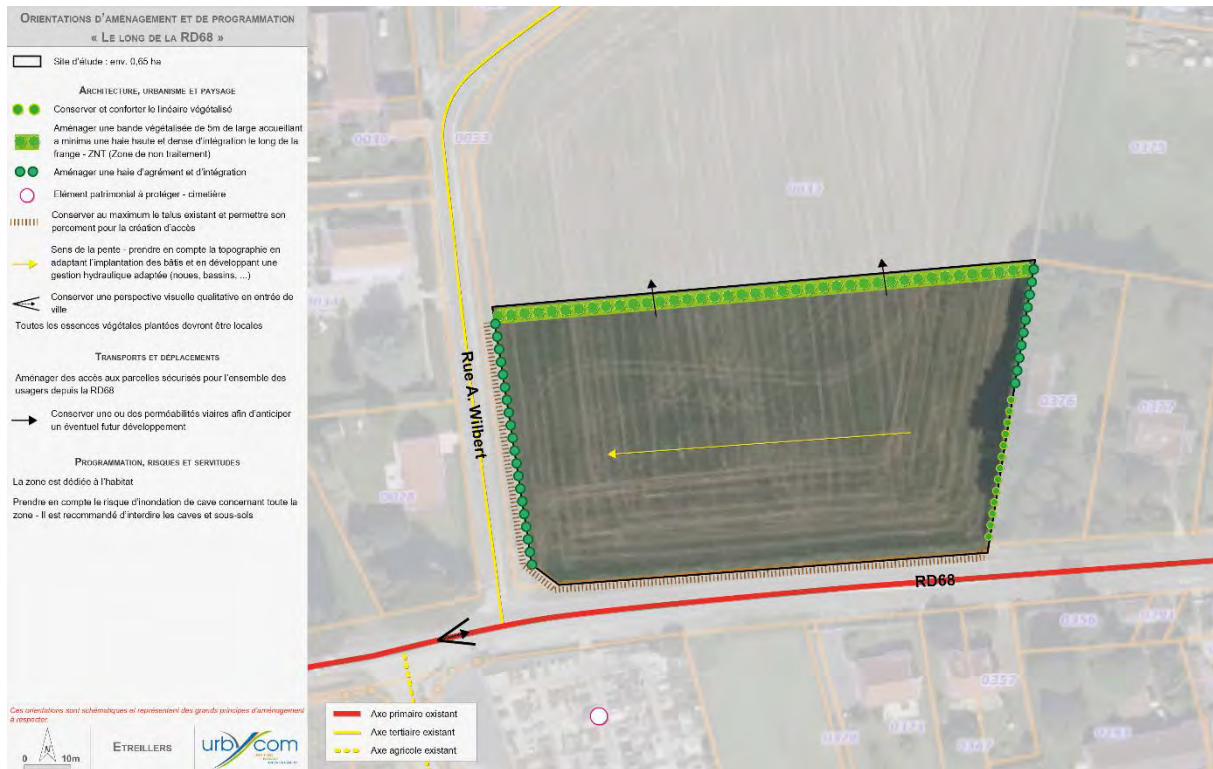 ORIENTATIONS D'AMÉNAGEMENT ET DE PROGRAMMATION
« LE LONG DE LA RD68 »
Site d'étude : env. 0,65 ha
ARCHITECTURE, URBANISME ET PAYSAGE
Conserver et conforter le linéaire végétalisé
Aménager une bande végétalisée de 5m de large accueillant
a minima une haie haute et dense d'intégration le long de la
frange - ZNT (Zone de non traitement)
Aménager une haie d'agrément et d'intégration
Elément patrimonial à protéger - cimetière
Conserver au maximum le talus existant et permettre son
percement pour la création d'accès
Sens de la pente - prendre en compte la topographie en
adaptant l'implantation des bâtis et en développant une
gestion hydraulique adaptée (noues, bassins, ...)
Conserver une perspective visuelle qualitative en entrée de
ville
Toutes les essences végétales plantées devront être locales
TRANSPORTS ET DÉPLACEMENTS
Aménager des accès aux parcelles sécurisés pour l'ensemble des
usagers depuis la RD68
Conserver une ou des perméabilités viaires afin d'anticiper
un éventuel futur développement
PROGRAMMATION, RISQUES ET SERVITUDES
La zone est dédiée à l'habitat
Prendre en compte le risque d'inondation de cave concernant toute la
zone - Il est recommandé d'interdire les caves et sous-sols
Ces orientations sont schématiques et représentent des grands principes d'aménagement
à respecter.
N
0 10m
ETREILLERS
urbycom
Rue A. Wilbert
RD68
0033
0376
0377
0028
0356
0357
Axe primaire existant
Axe tertiaire existant
Axe agricole existant